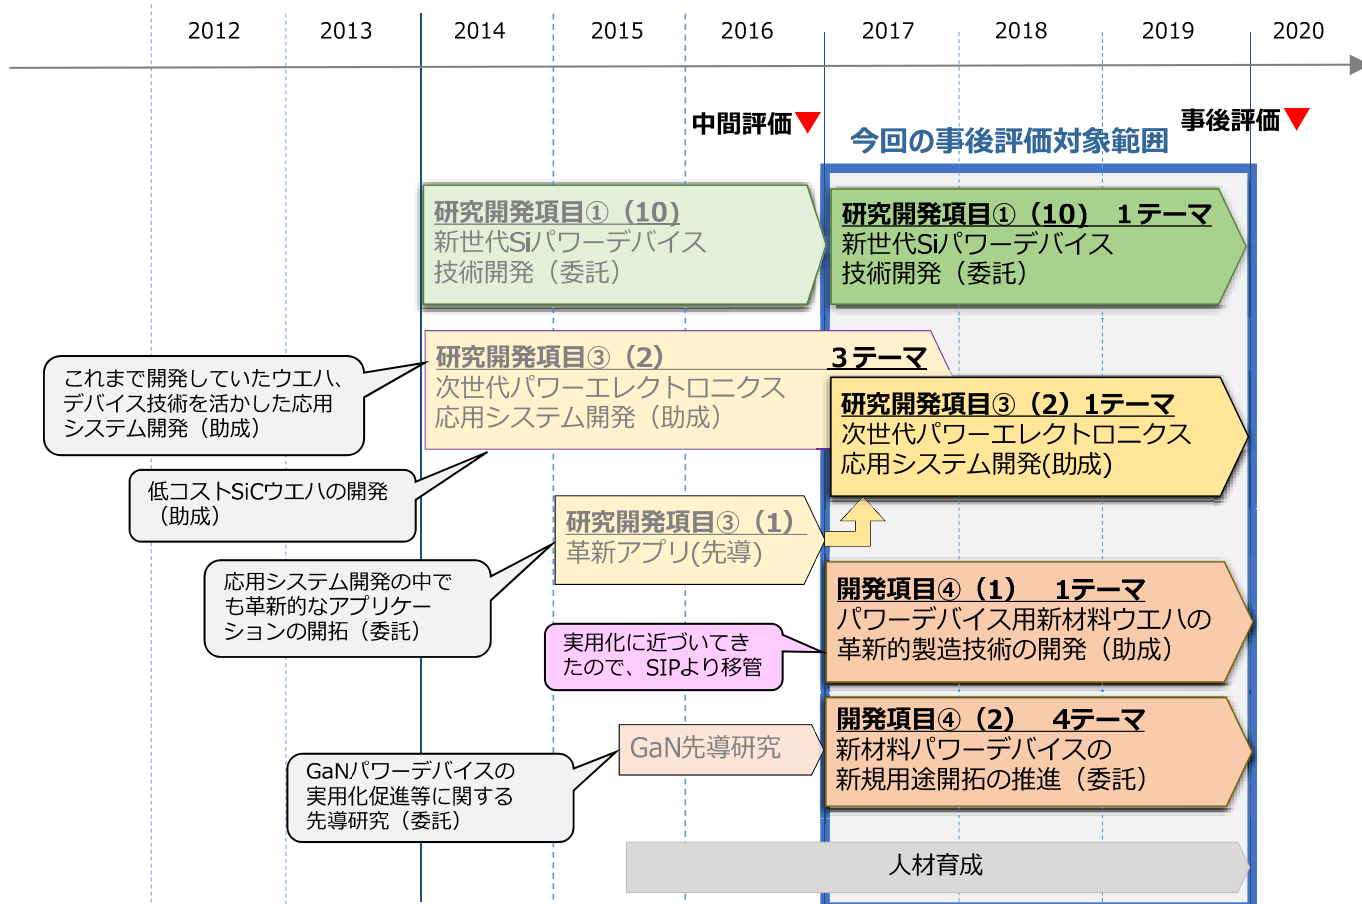 2012 2013 2014 2015 2016 2017 2018 2019 2020
中間評価
事後評価
今回の事後評価対象範囲
研究開発項目①（10）
新世代Siパワーデバイス
技術開発（委託）
研究開発項目①（10） １テーマ
新世代Siパワーデバイス
技術開発（委託）
これまで開発していたウエハ、
デバイス技術を活かした応用
システム開発（助成）
研究開発項目③（2） ３テーマ
次世代パワーエレクトロニクス
応用システム開発（助成）
研究開発項目③（2）1テーマ
次世代パワーエレクトロニクス
応用システム開発(助成)
低コストSiCウエハの開発
（助成）
研究開発項目③（1）
革新アプリ(先導)
応用システム開発の中で
も革新的なアプリケー
ションの開拓（委託）
開発項目④（1） 1テーマ
パワーデバイス用新材料ウエハの
革新的製造技術の開発（助成）
実用化に近づいてき
たので、SIPより移管
開発項目④（2） 4テーマ
新材料パワーデバイスの
新規用途開拓の推進（委託）
GaN先導研究
GaNパワーデバイスの
実用化促進等に関する
先導研究（委託）
人材育成